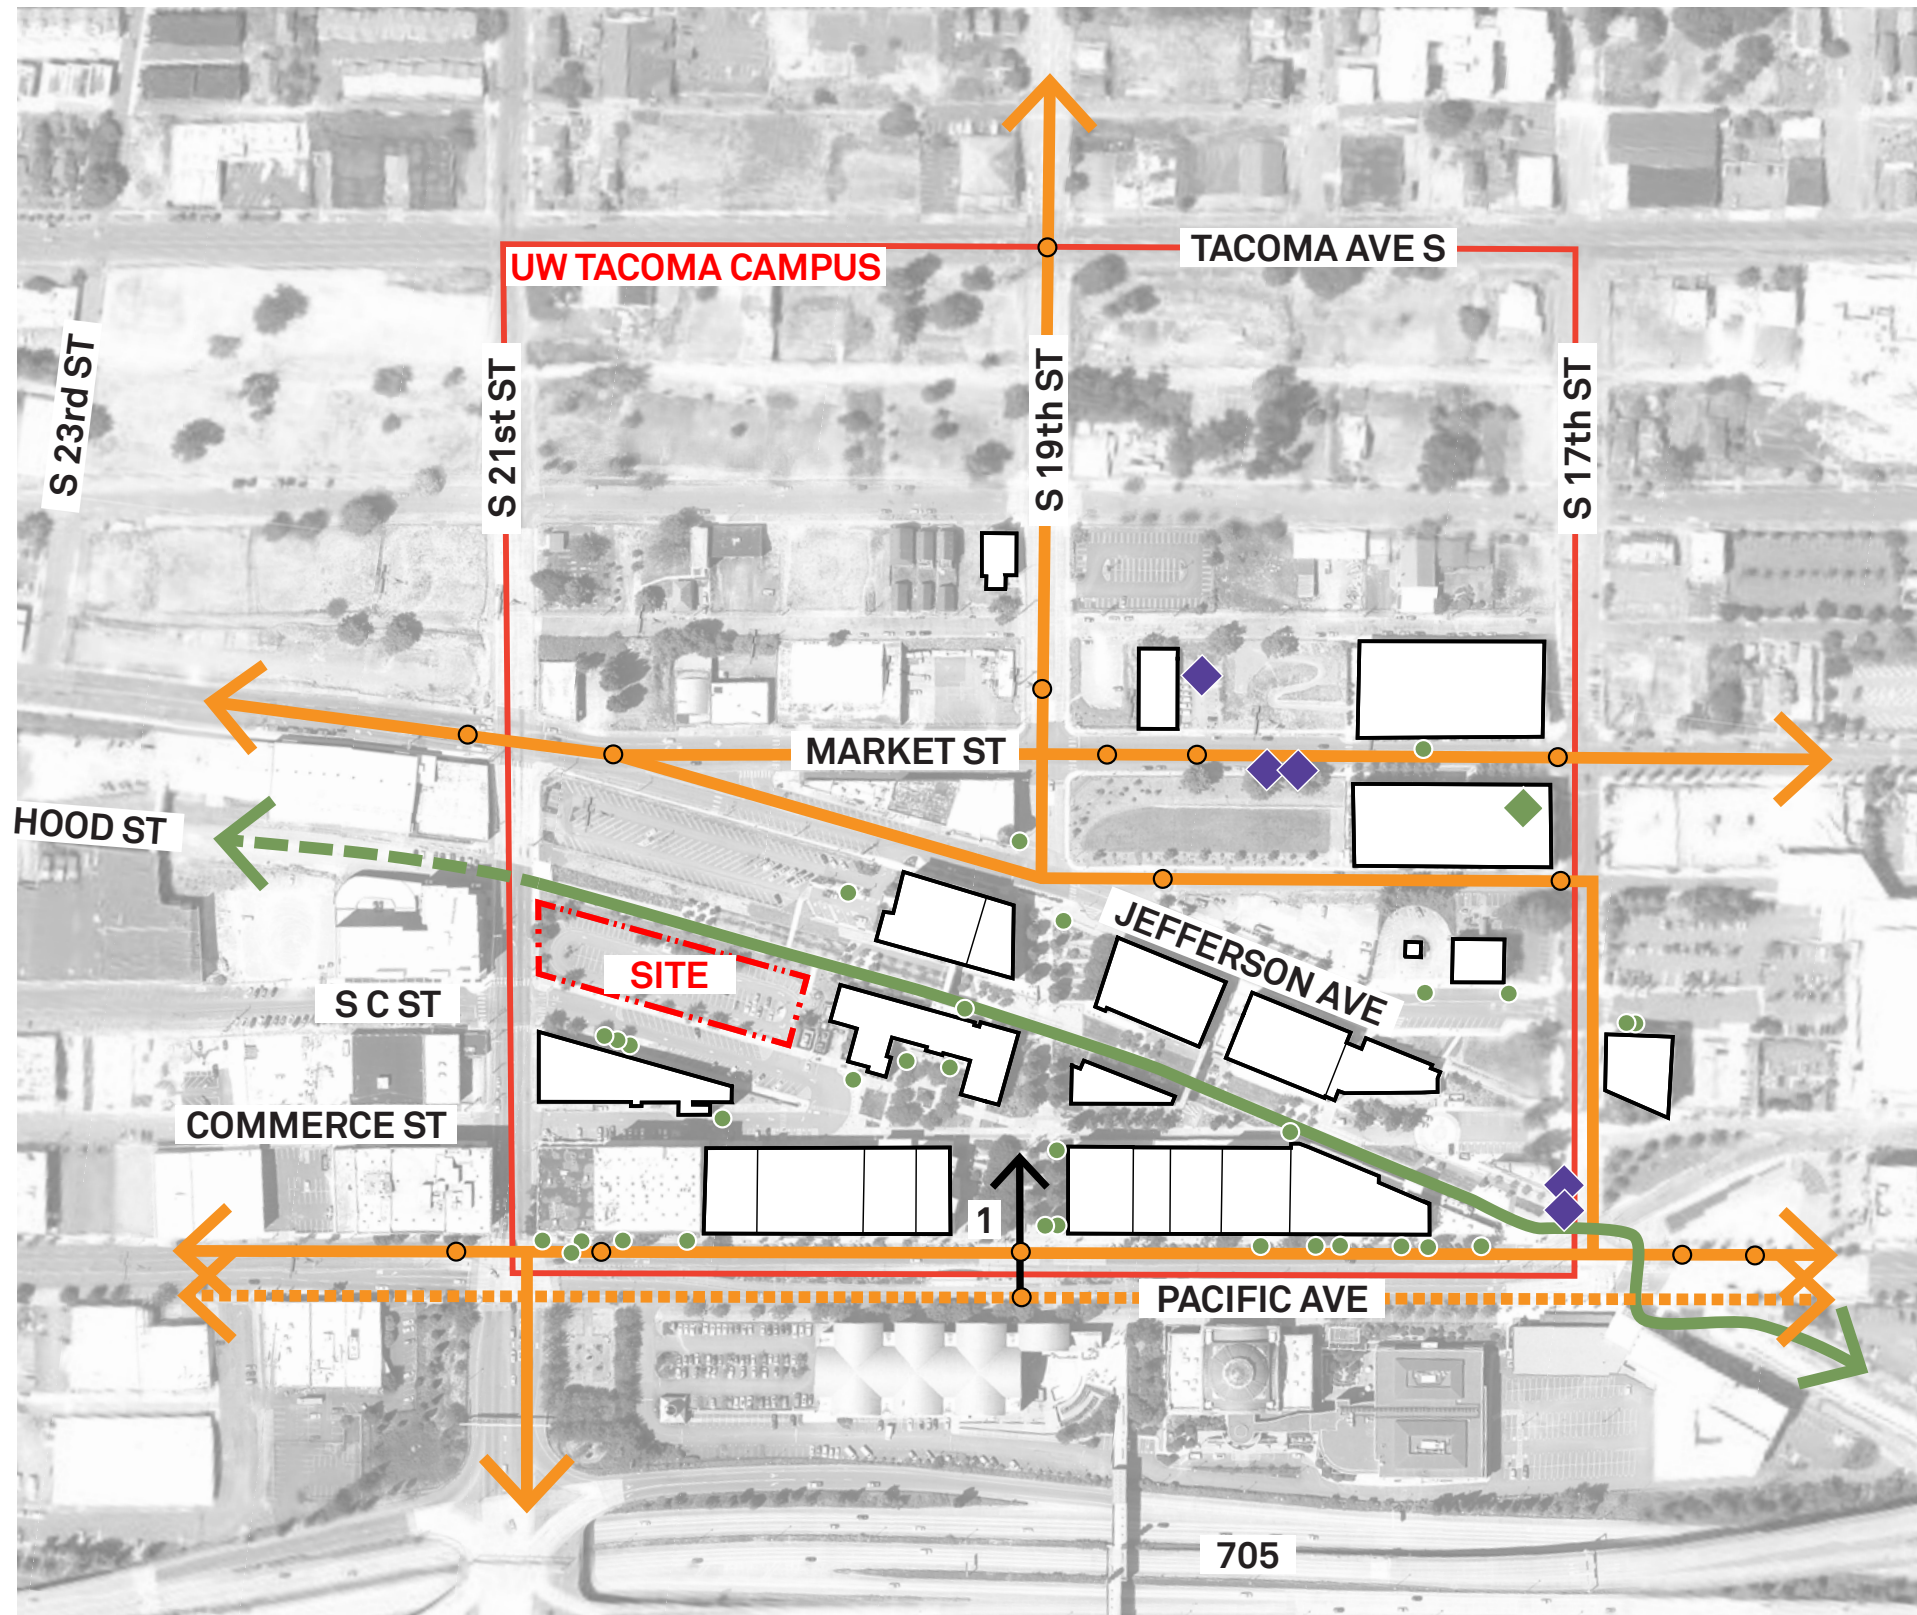 TACOMA AVE S
UW TACOMA CAMPUS
S 23rd ST
S 21st ST
S 19th ST
S 17th ST
MARKET ST
HOOD ST
JEFFERSON AVE
SITE
S C ST
COMMERCE ST
1
PACIFIC AVE
705